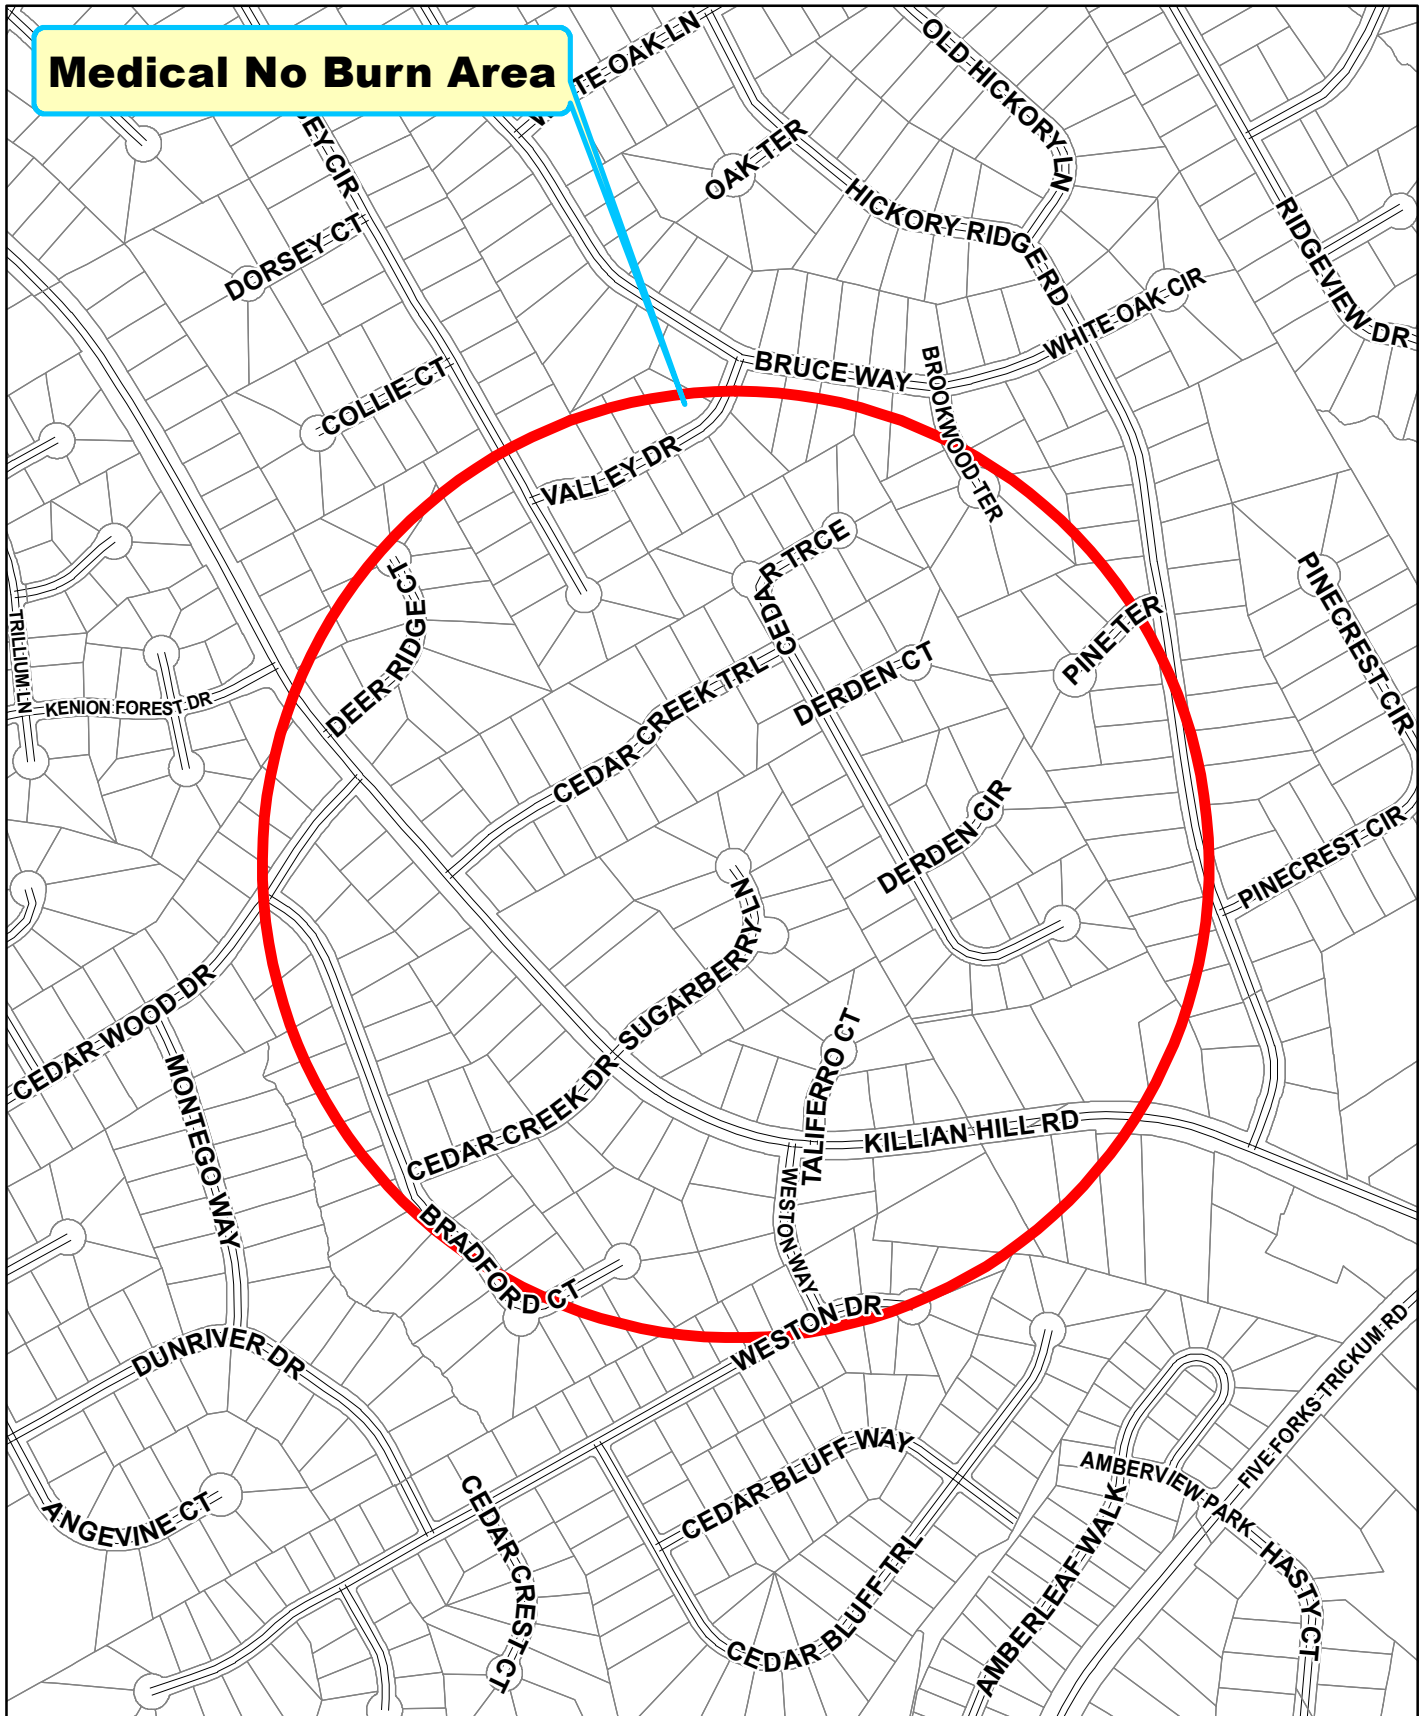 Medical No Burn Area
TE OAK LN
OLD HICKORY LN
EY CIR
OAK TER
HICKORY RIDGE RD
DORSEY CT
RIDGEVIEW DR
WHITE OAK CIR
BRUCE WAY
BROOKWOOD TER
COLLIE CT
VALLEY DR
CEDAR TRCE
DEER RIDGE CT
PINE TER
PINECREST CIR
TRILLIUM LN
KENION FOREST DR
CEDAR CREEK TRL
DERDEN CT
DERDEN CIR
PINECREST CIR
SUGARBERRY LN
CEDAR WOOD DR
MONTEGO WAY
CEDAR CREEK DR
TALIFERRO CT
KILLIAN HILL RD
WESTON WAY
BRADFORD CT
WESTON DR
DUNRIVER DR
FIVE FORKS TRICKUM RD
CEDAR BLUFF WAY
AMBERVIEW PARK
ANGEVINE CT
CEDAR CREST CT
AMBERLEAF WALK
HASTY CT
CEDAR BLUFF TRL